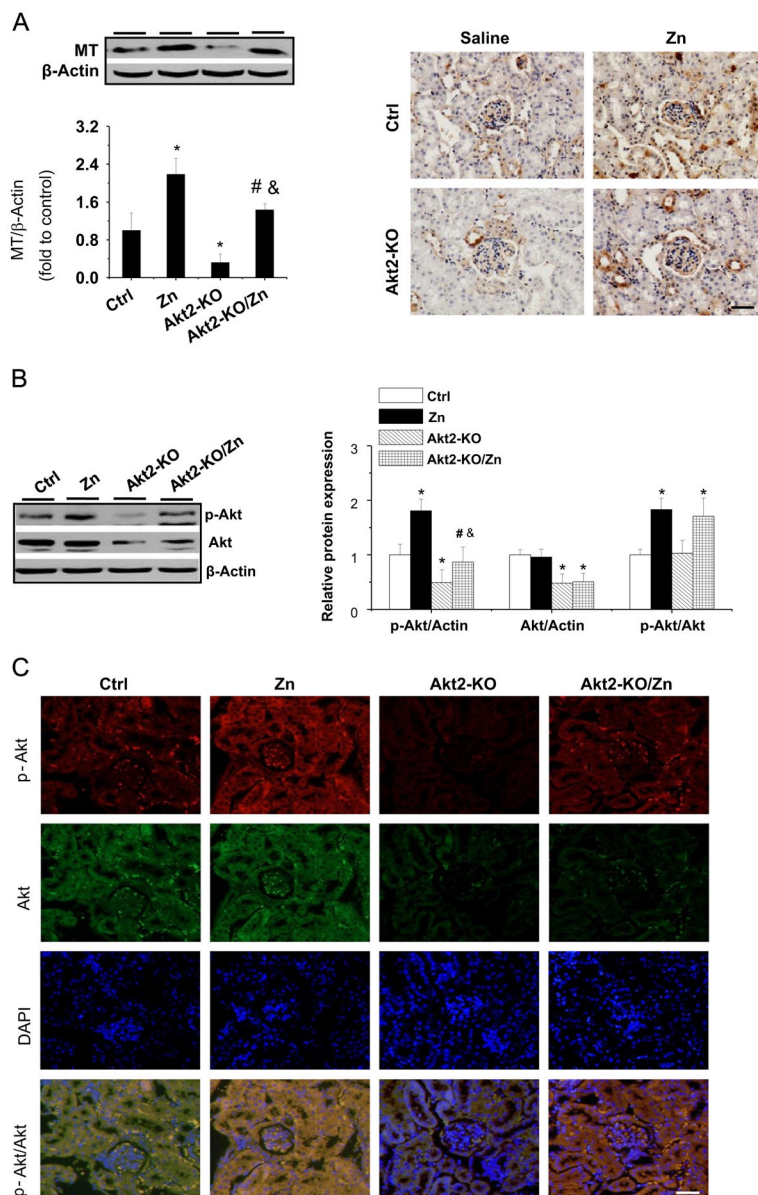 A
MT
β-Actin
3.2
2.4
1.6
0.8
0.0
MT/β-Actin
(fold to control)
*
*
# &
Ctrl
Zn
Akt2-KO
Akt2-KO/Zn
Saline
Zn
Ctrl
Akt2-KO
B
Ctrl
Zn
Akt2-KO
Akt2-KO/Zn
p-Akt
Akt
β-Actin
Ctrl
Zn
Akt2-KO
Akt2-KO/Zn
Relative protein expression
3
2
1
0
*
*
# &
* *
*
*
p-Akt/Actin
Akt/Actin
p-Akt/Akt
C
Ctrl
Zn
Akt2-KO
Akt2-KO/Zn
p- Akt
Akt
DAPI
p- Akt/Akt